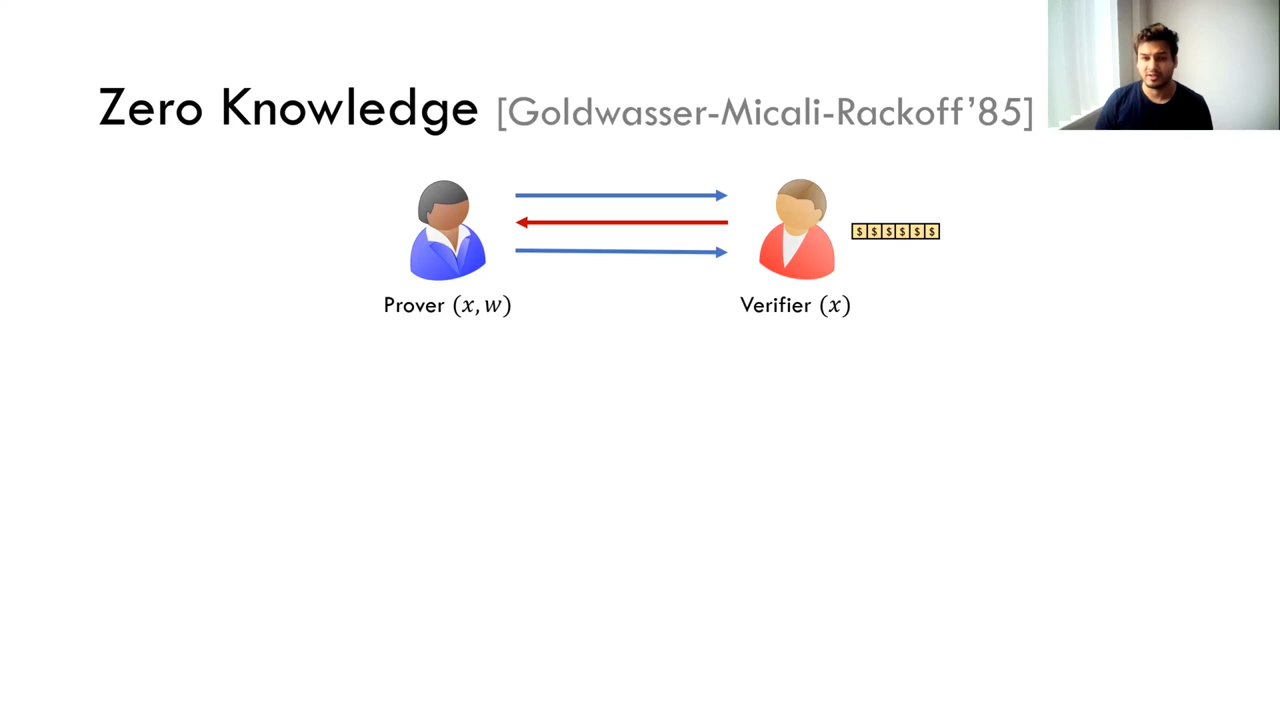 Zero Knowledge [Goldwasser-Micali-Rackoff’85]
$ $ $ $ $ $
Prover (x, w)
Verifier (x)